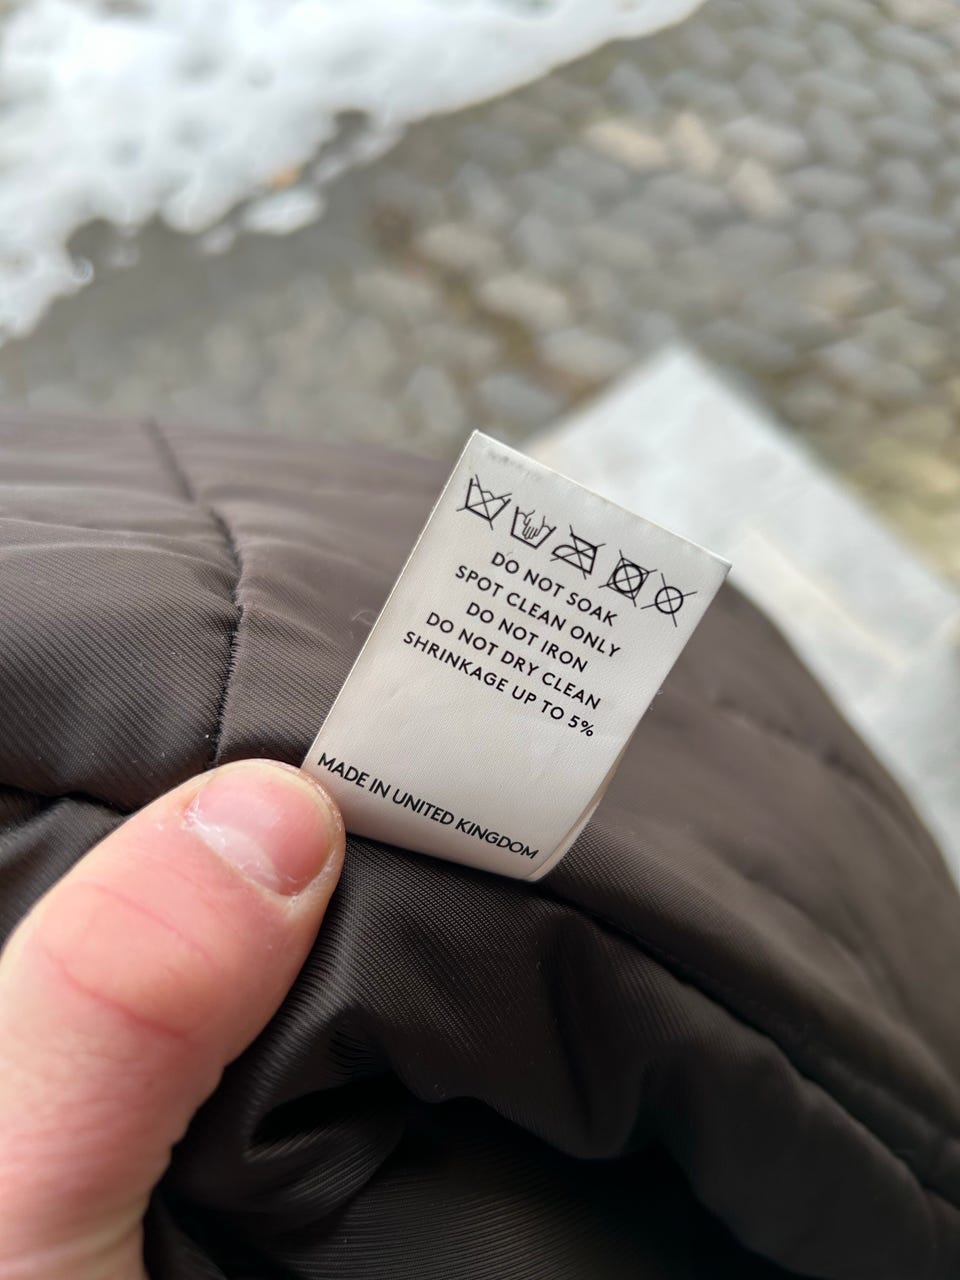 DO NOT SOAK
SPOT CLEAN ONLY
DO NOT IRON
DO NOT DRY CLEAN
SHRINKAGE UP TO 5%
MADE IN UNITED KINGDOM